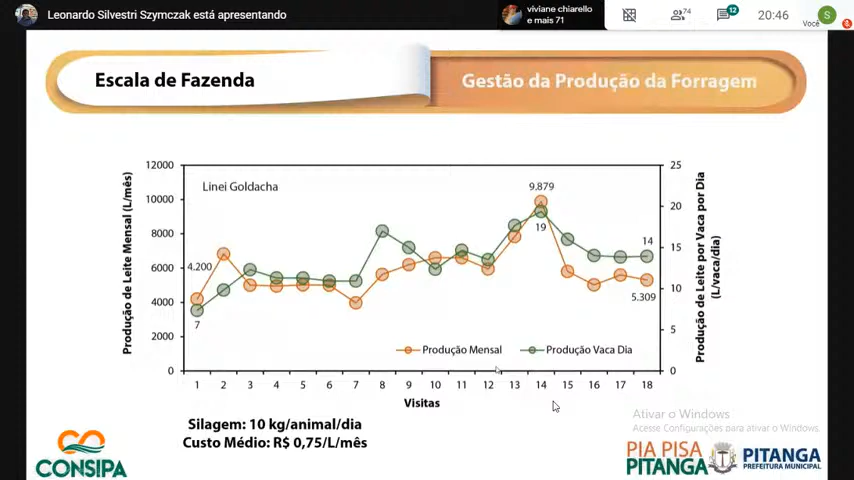 Leonardo Silvestri Szymczak está apresentando
viviane chiarello
e mais 71
74
12
20:46
S
Você
Escala de Fazenda
Gestão da Produção da Forragem
Produção de Leite Mensal (L/mês)
12000
10000
8000
6000
4000
2000
0
Linei Goldacha
4.200
7
9.879
19
14
5.309
Produção Mensal
Produção Vaca Dia
25
20
15
10
5
0
Produção de Leite por Vaca por Dia
(L/vaca/dia)
1 2 3 4 5 6 7 8 9 10 11 12 13 14 15 16 17 18
Visitas
Silagem: 10 kg/animal/dia
Custo Médio: R$ 0,75/L/mês
Ativar o Windows
Acesse Configurações para ativar o Windows.
CONSIPA
PIA PISA
PITANGA
PITANGA
PREFEITURA MUNICIPAL